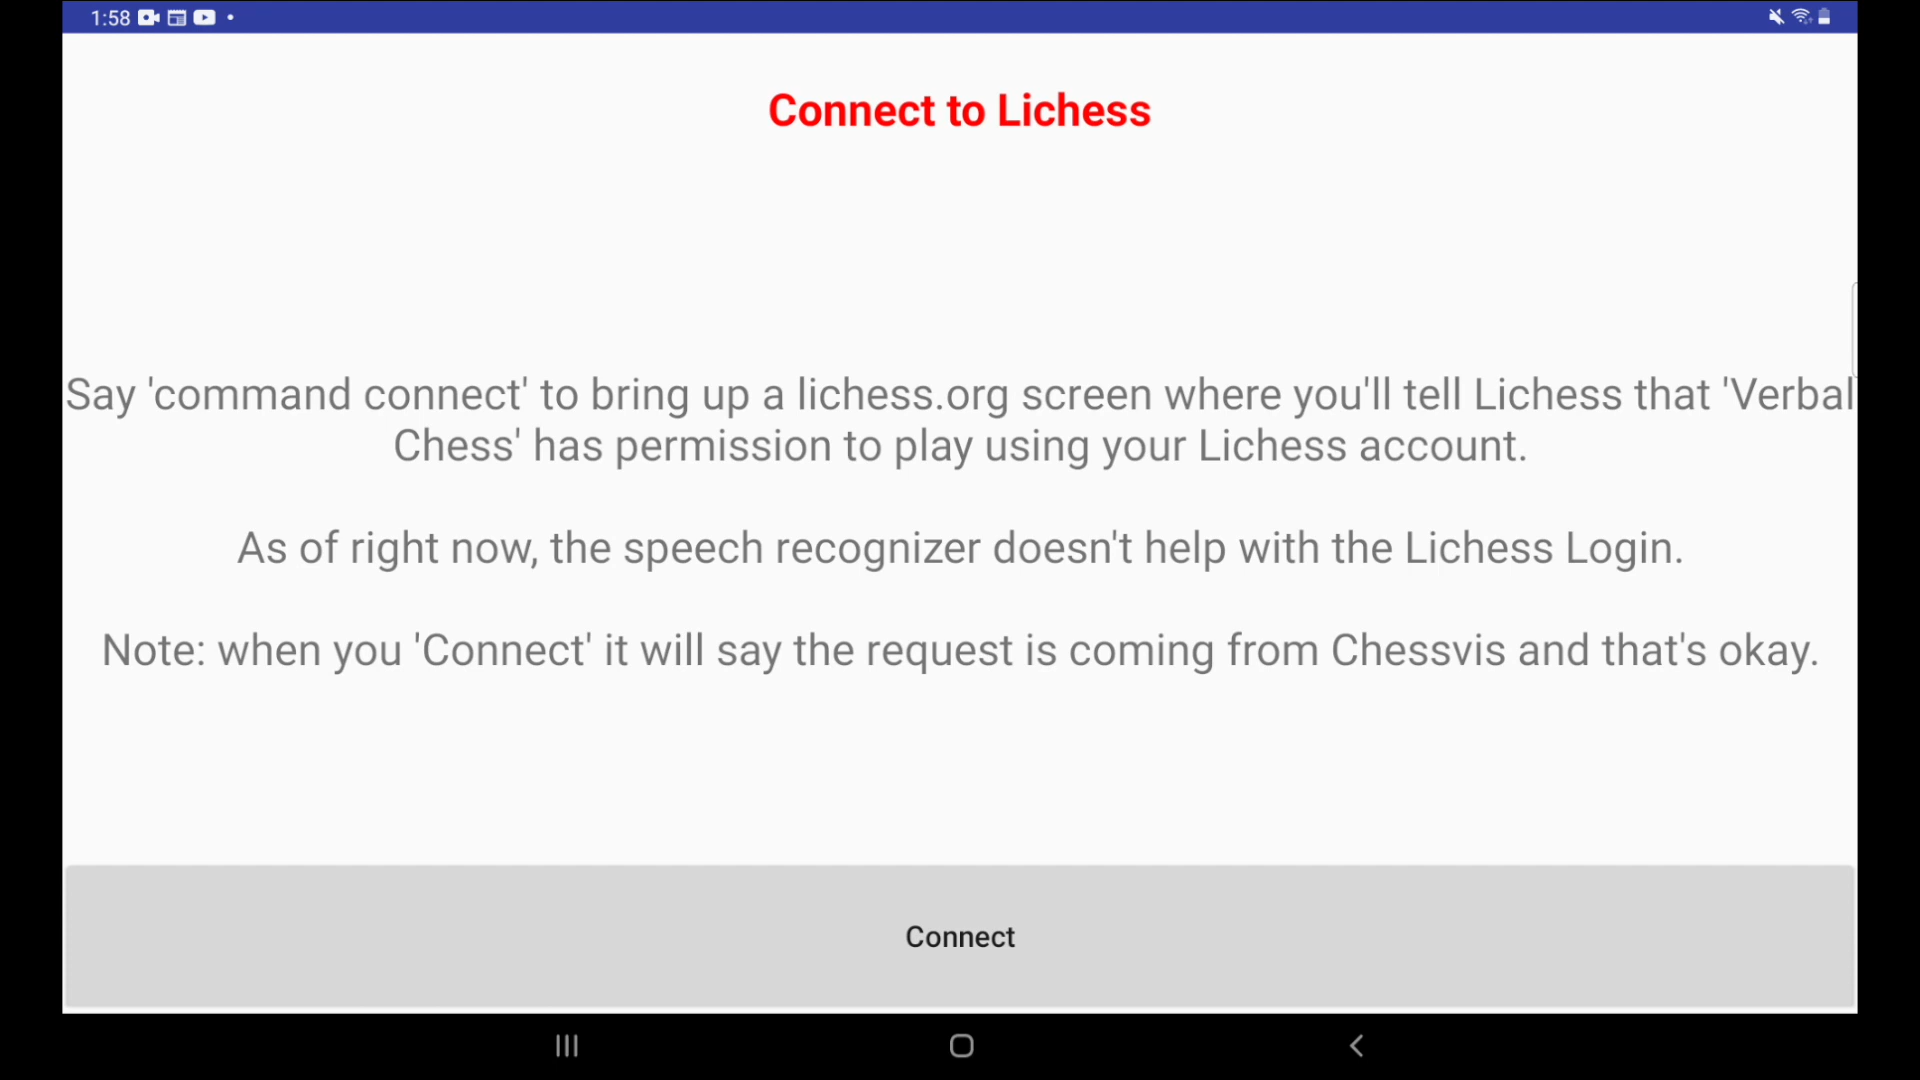 1:58
Connect to Lichess
Say 'command connect' to bring up a lichess.org screen where you'll tell Lichess that 'Verbal
Chess' has permission to play using your Lichess account.
As of right now, the speech recognizer doesn't help with the Lichess Login.
Note: when you 'Connect' it will say the request is coming from Chessvis and that's okay.
Connect